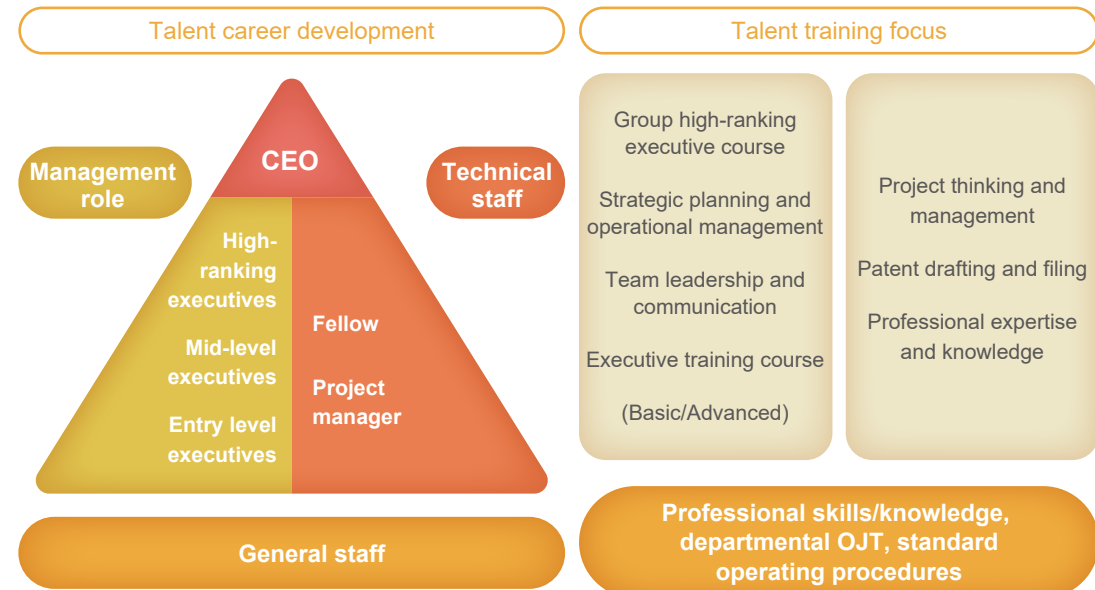 Talent career development
Talent training focus
CEO
Management
role
Technical
staff
High-
ranking
executives
Mid-level
executives
Entry level
executives
Fellow
Project
manager
General staff
Group high-ranking
executive course
Strategic planning and
operational management
Team leadership and
communication
Executive training course
(Basic/Advanced)
Project thinking and
management
Patent drafting and filing
Professional expertise
and knowledge
Professional skills/knowledge,
departmental OJT, standard
operating procedures